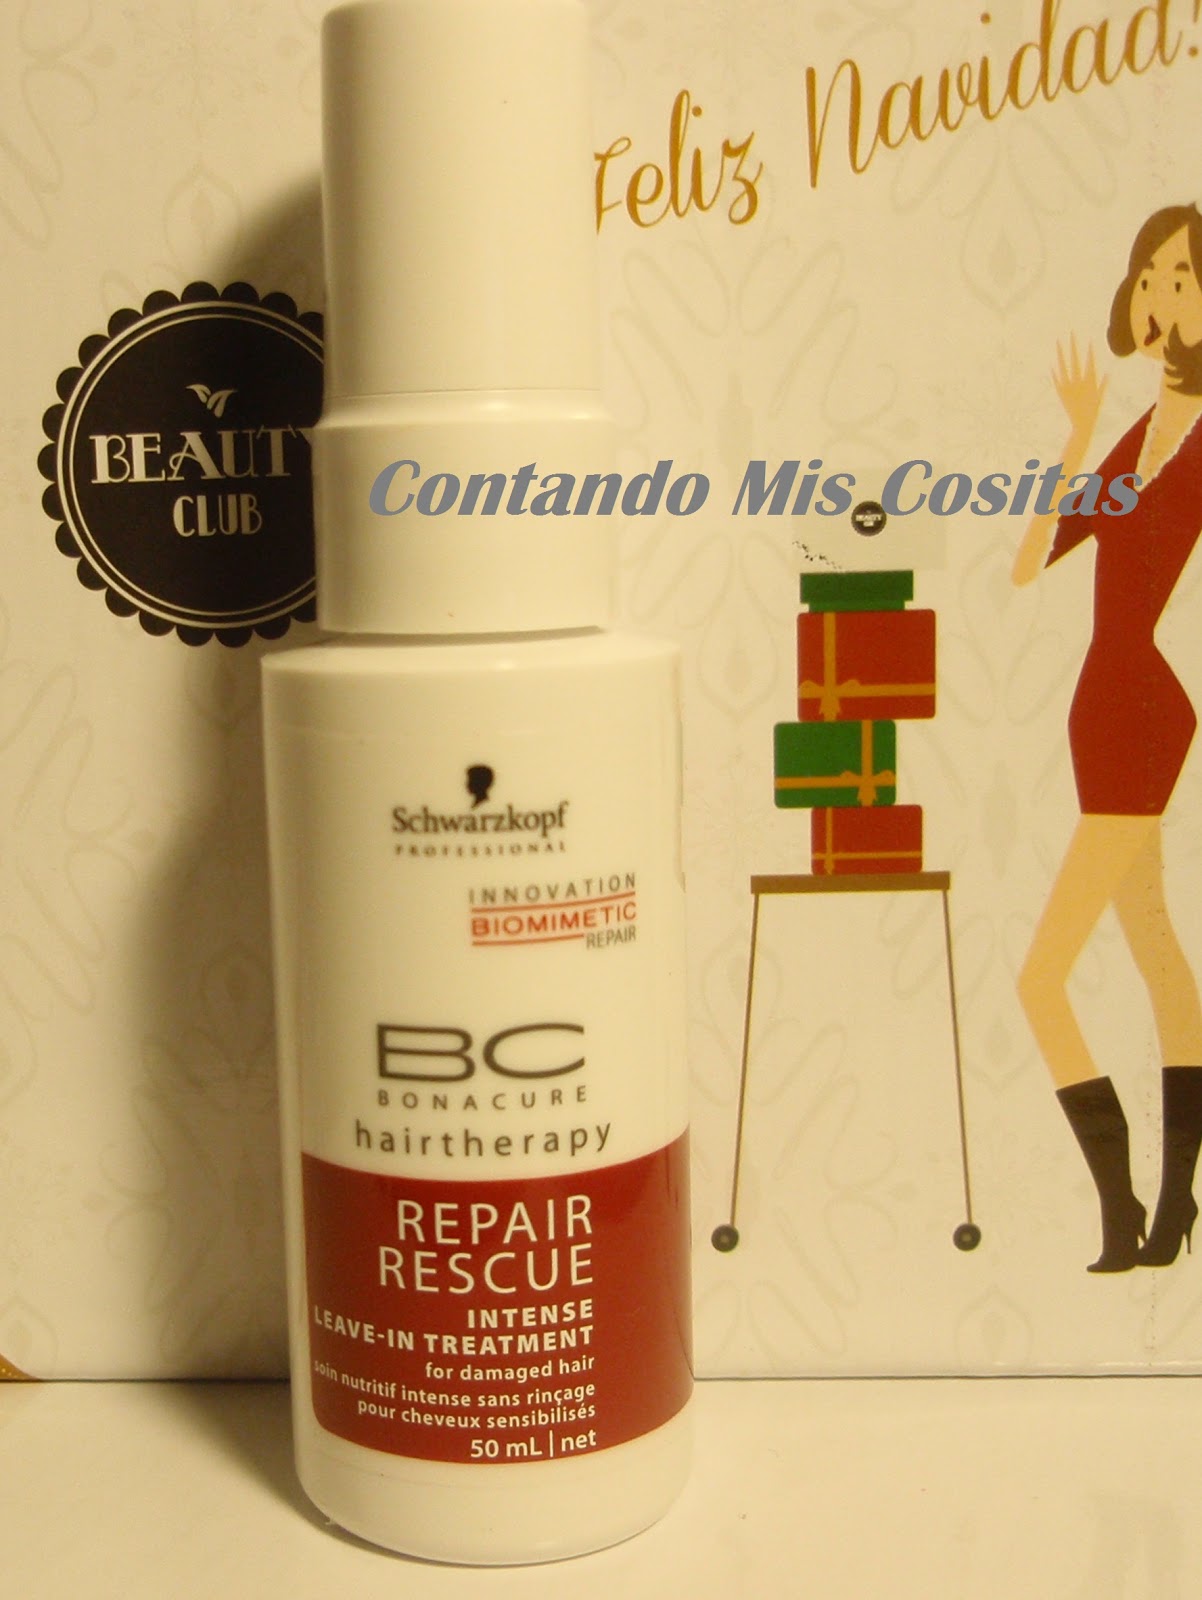 Feliz Navidad!
BEAUTY
CLUB
Contando Mis Cositas
BEAUTY
Schwarzkopf
PROFESSIONAL
INNOVATION
BIOMIMETIC
REPAIR
BC
BONACURE
hairtherapy
REPAIR
RESCUE
INTENSE
LEAVE-IN TREATMENT
for damaged hair
soin nutritif intense sans rinçage
pour cheveux sensibilisés
50 mL | net